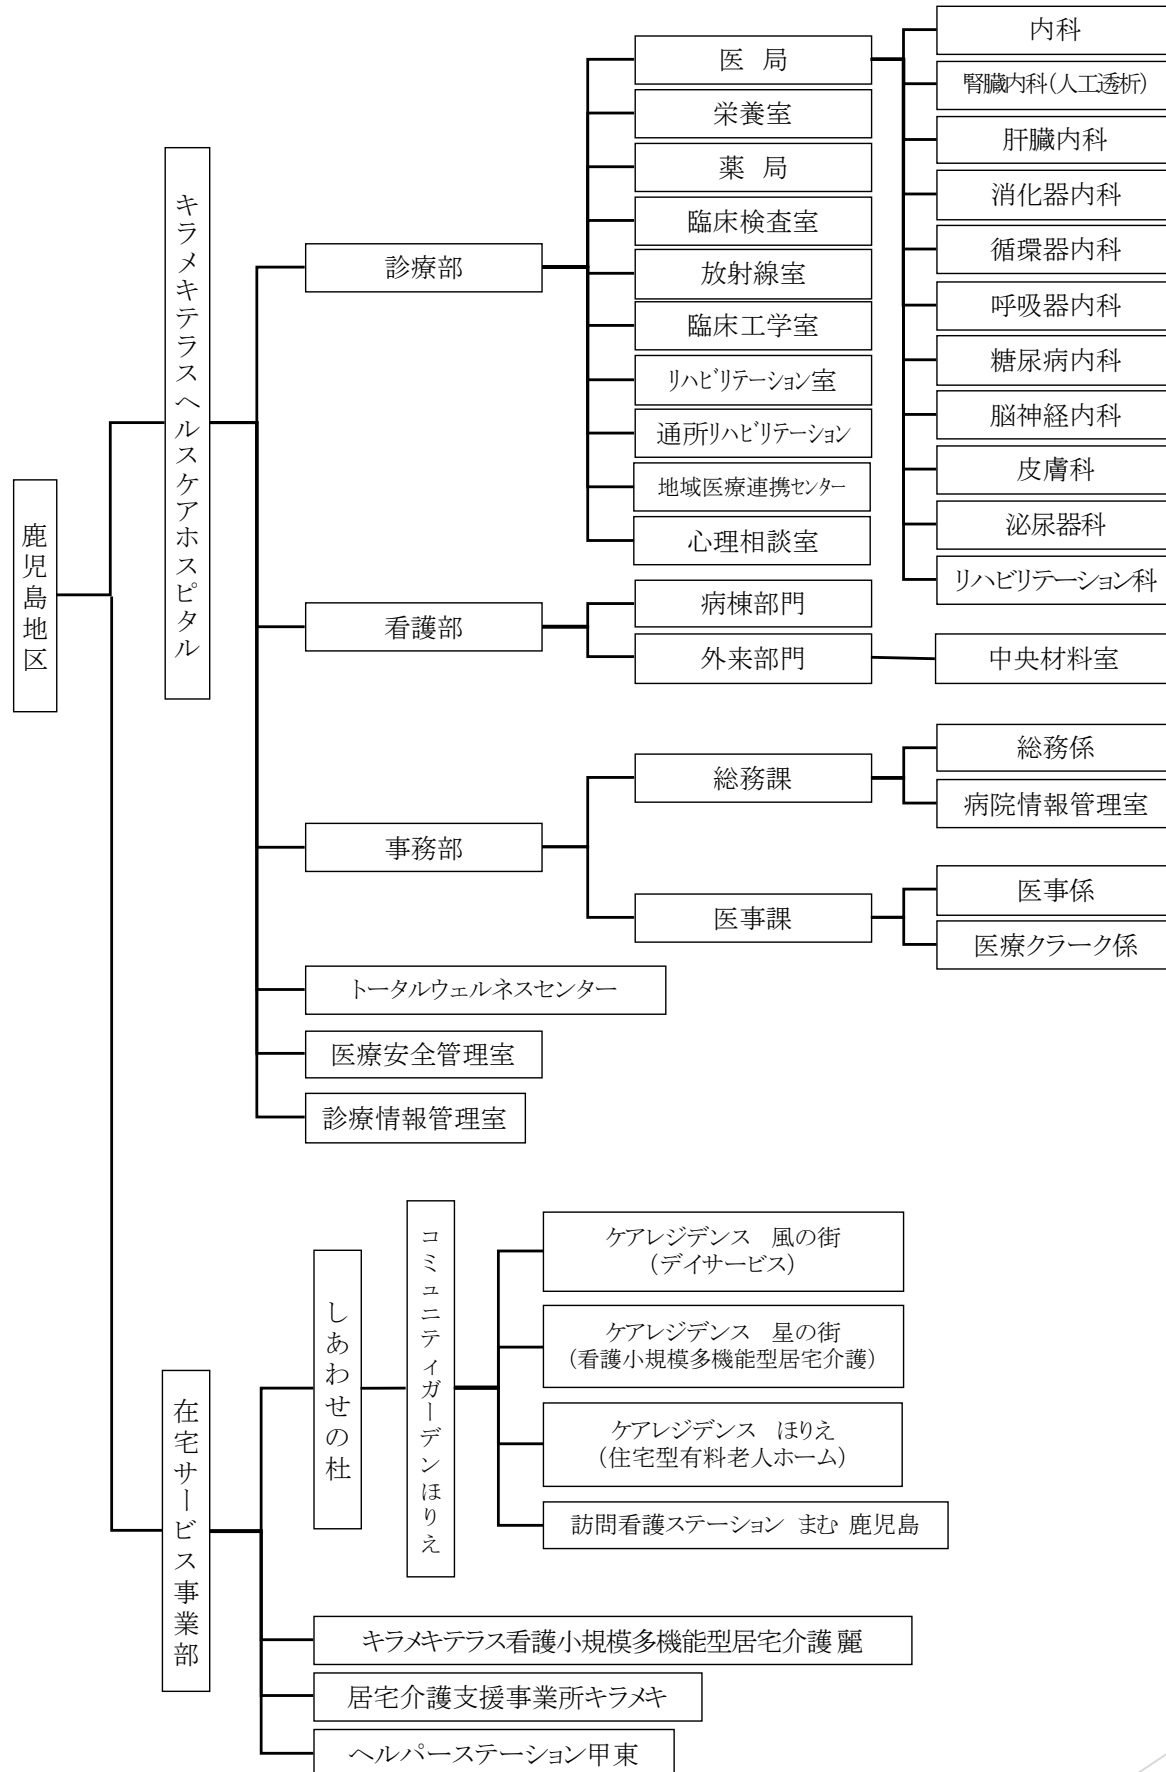 鹿児島地区
キラメキテラスヘルスケアホスピタル
診療部
医　局
内科
腎臓内科(人工透析)
肝臓内科
消化器内科
循環器内科
呼吸器内科
糖尿病内科
脳神経内科
皮膚科
泌尿器科
リハビリテーション科
栄養室
薬　局
臨床検査室
放射線室
臨床工学室
リハビリテーション室
通所リハビリテーション
地域医療連携センター
心理相談室
看護部
病棟部門
外来部門
中央材料室
事務部
総務課
総務係
病院情報管理室
医事課
医事係
医療クラーク係
トータルウェルネスセンター
医療安全管理室
診療情報管理室
在宅サービス事業部
しあわせの杜
コミュニティガーデンほりえ
ケアレジデンス　風の街
(デイサービス)
ケアレジデンス　星の街
(看護小規模多機能型居宅介護)
ケアレジデンス　ほりえ
(住宅型有料老人ホーム)
訪問看護ステーション まむ 鹿児島
キラメキテラス看護小規模多機能型居宅介護 麗
居宅介護支援事業所キラメキ
ヘルパーステーション甲東